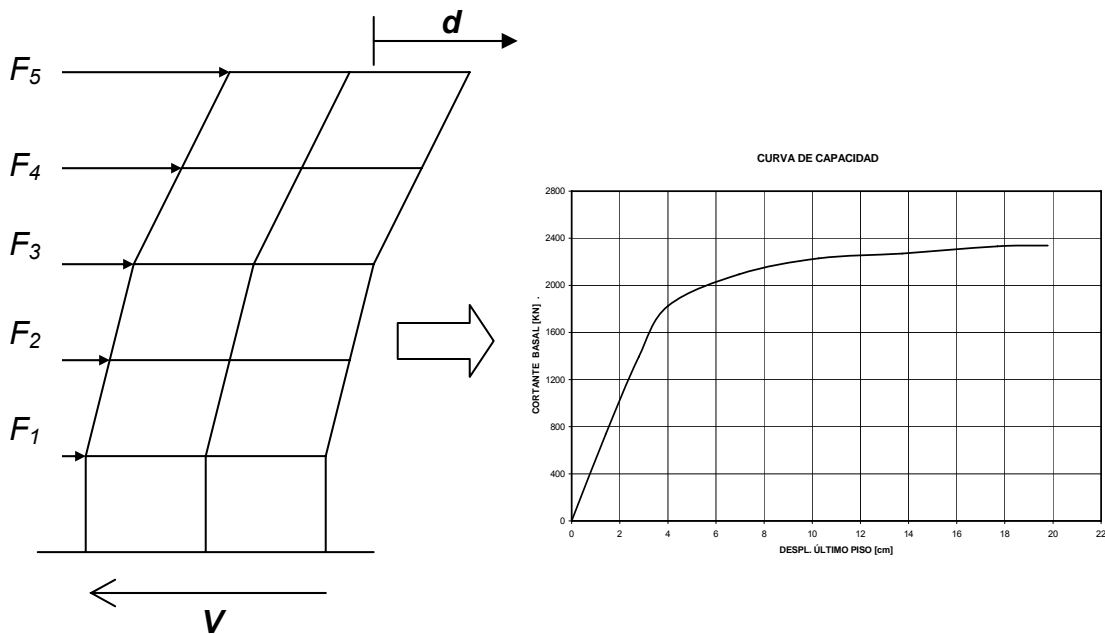 d
F5
F4
F3
F2
F1
V
CURVA DE CAPACIDAD
CORTANTE BASAL [KN] .
2800
2400
2000
1600
1200
800
400
0
0 2 4 6 8 10 12 14 16 18 20 22
DESPL. ÚLTIMO PISO [cm]